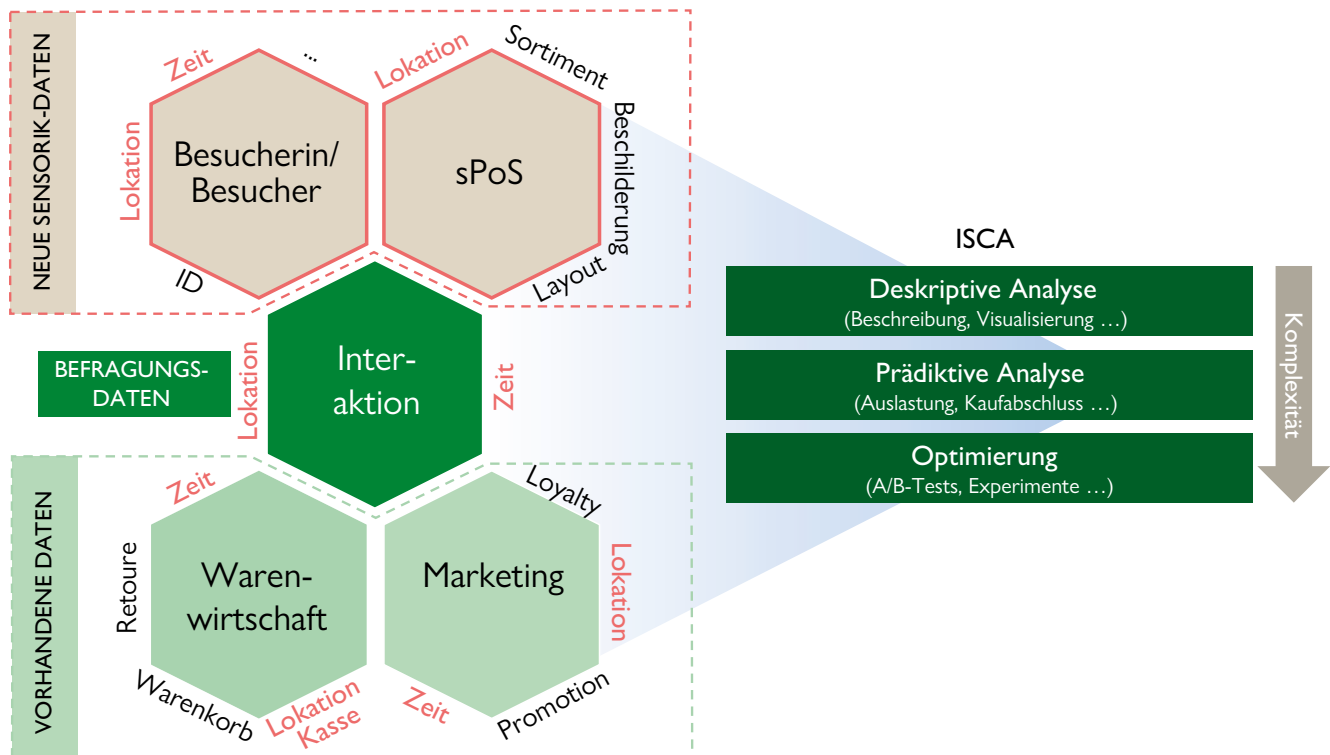 NEUE SENSORIK-DATEN
Zeit
...
Lokation
Besucherin/
Besucher
ID
Lokation
Sortiment
Beschilderung
sPoS
Layout
BEFRAGUNGS-
DATEN
Lokation
Inter-
aktion
Zeit
VORHANDENE DATEN
Zeit
Retoure
Waren-
wirtschaft
Warenkorb
Lokation
Kasse
Loyalty
Marketing
Lokation
Zeit
Promotion
ISCA
Deskriptive Analyse
(Beschreibung, Visualisierung ...)
Prädiktive Analyse
(Auslastung, Kaufabschluss ...)
Optimierung
(A/B-Tests, Experimente ...)
Komplexität